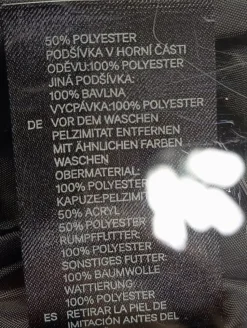 50% POLYESTER
PODŠÍVKA V HORNÍ ČÁSTI
ODĚVU:100% POLYESTER
JINÁ PODŠÍVKA:
100% BAVLNA
VYCPÁVKA:100% POLYESTER
DE VOR DEM WASCHEN
PELZIMITAT ENTFERNEN
MIT ÄHNLICHEN FARBEN
WASCHEN
OBERMATERIAL:
100% POLYESTER
KAPUZE:PELZIMIT
50% ACRYL
50% POLYESTER
RUMPFFUTTER:
100% POLYESTER
SONSTIGES FUTTER:
100% BAUMWOLLE
WATTIERUNG:
100% POLYESTER
ES RETIRAR LA PIEL DE
IMITACIÓN ANTES DEL